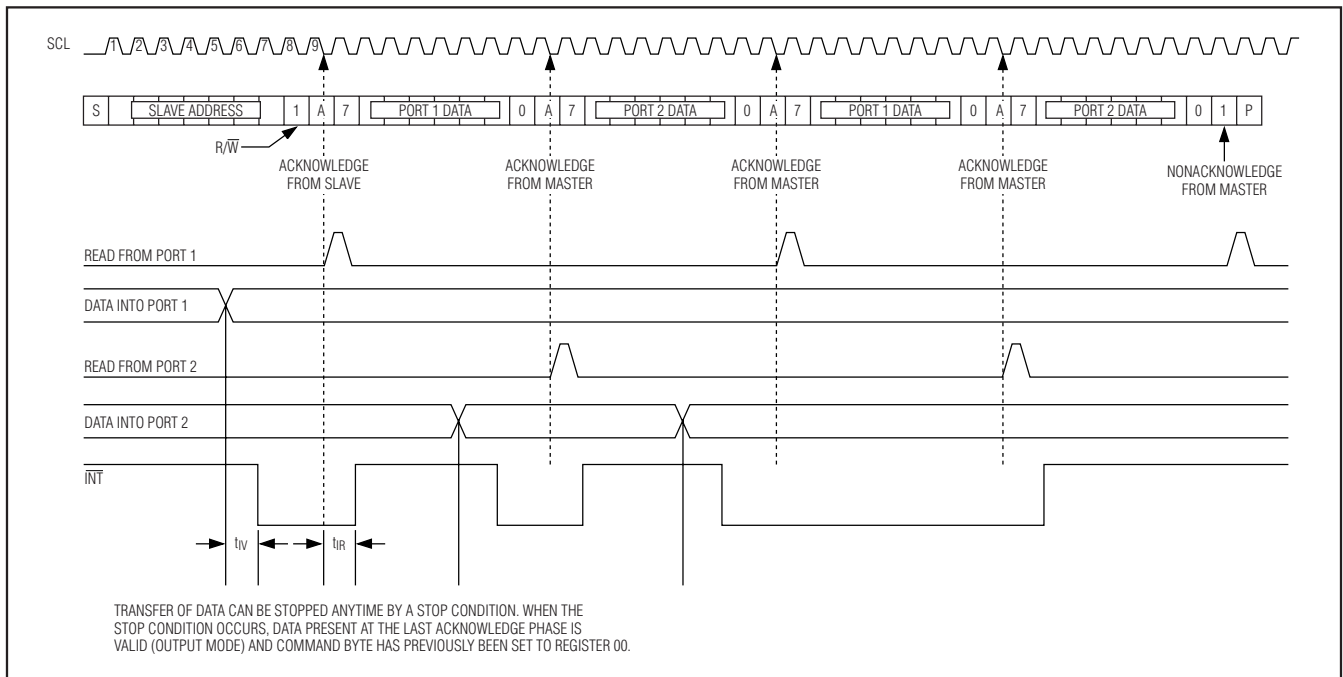 SCL 1 2 3 4 5 6 7 8 9
S SLAVE ADDRESS 1 A 7 PORT 1 DATA 0 A 7 PORT 2 DATA 0 A 7 PORT 1 DATA 0 A 7 PORT 2 DATA 0 1 P
R/W
ACKNOWLEDGE
FROM SLAVE
ACKNOWLEDGE
FROM MASTER
ACKNOWLEDGE
FROM MASTER
ACKNOWLEDGE
FROM MASTER
NONACKNOWLEDGE
FROM MASTER
READ FROM PORT 1
DATA INTO PORT 1
READ FROM PORT 2
DATA INTO PORT 2
INT
tIV tIR
TRANSFER OF DATA CAN BE STOPPED ANYTIME BY A STOP CONDITION. WHEN THE
STOP CONDITION OCCURS, DATA PRESENT AT THE LAST ACKNOWLEDGE PHASE IS
VALID (OUTPUT MODE) AND COMMAND BYTE HAS PREVIOUSLY BEEN SET TO REGISTER 00.